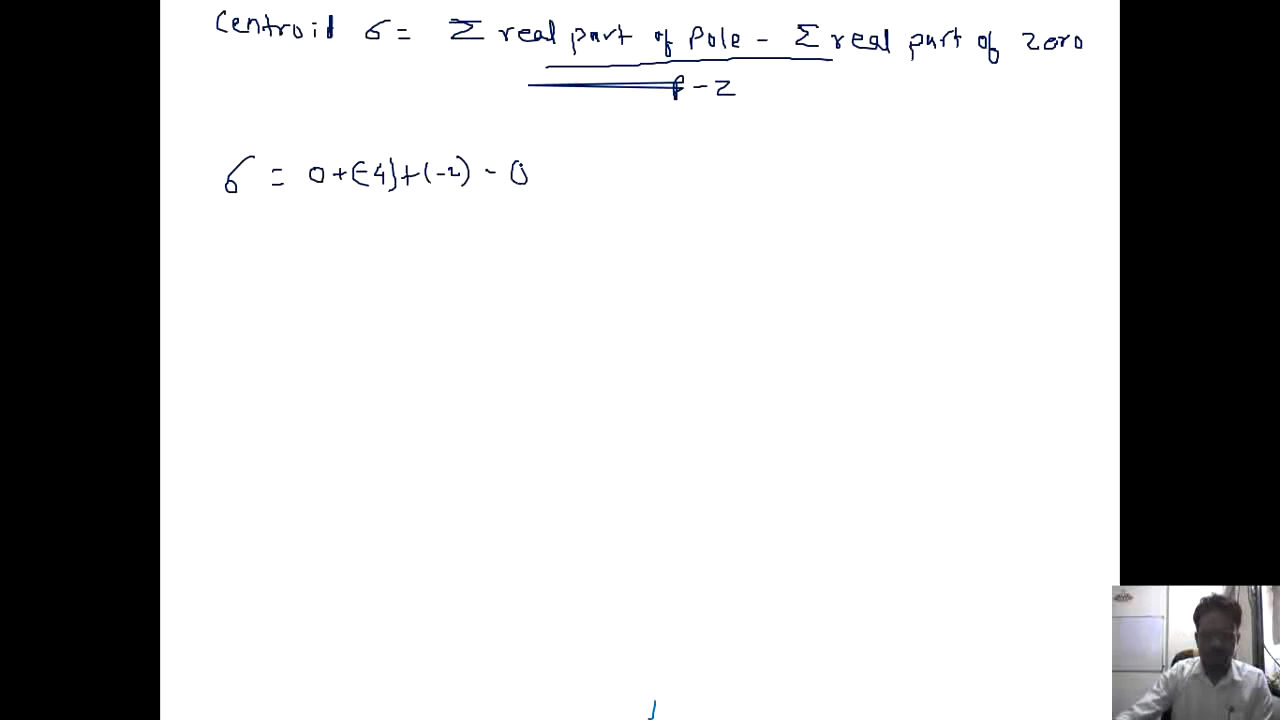 Centroid σ = Σ real part of Pole - Σ real part of zero
P - Z
σ = 0 + (-4) + (-2) - 0